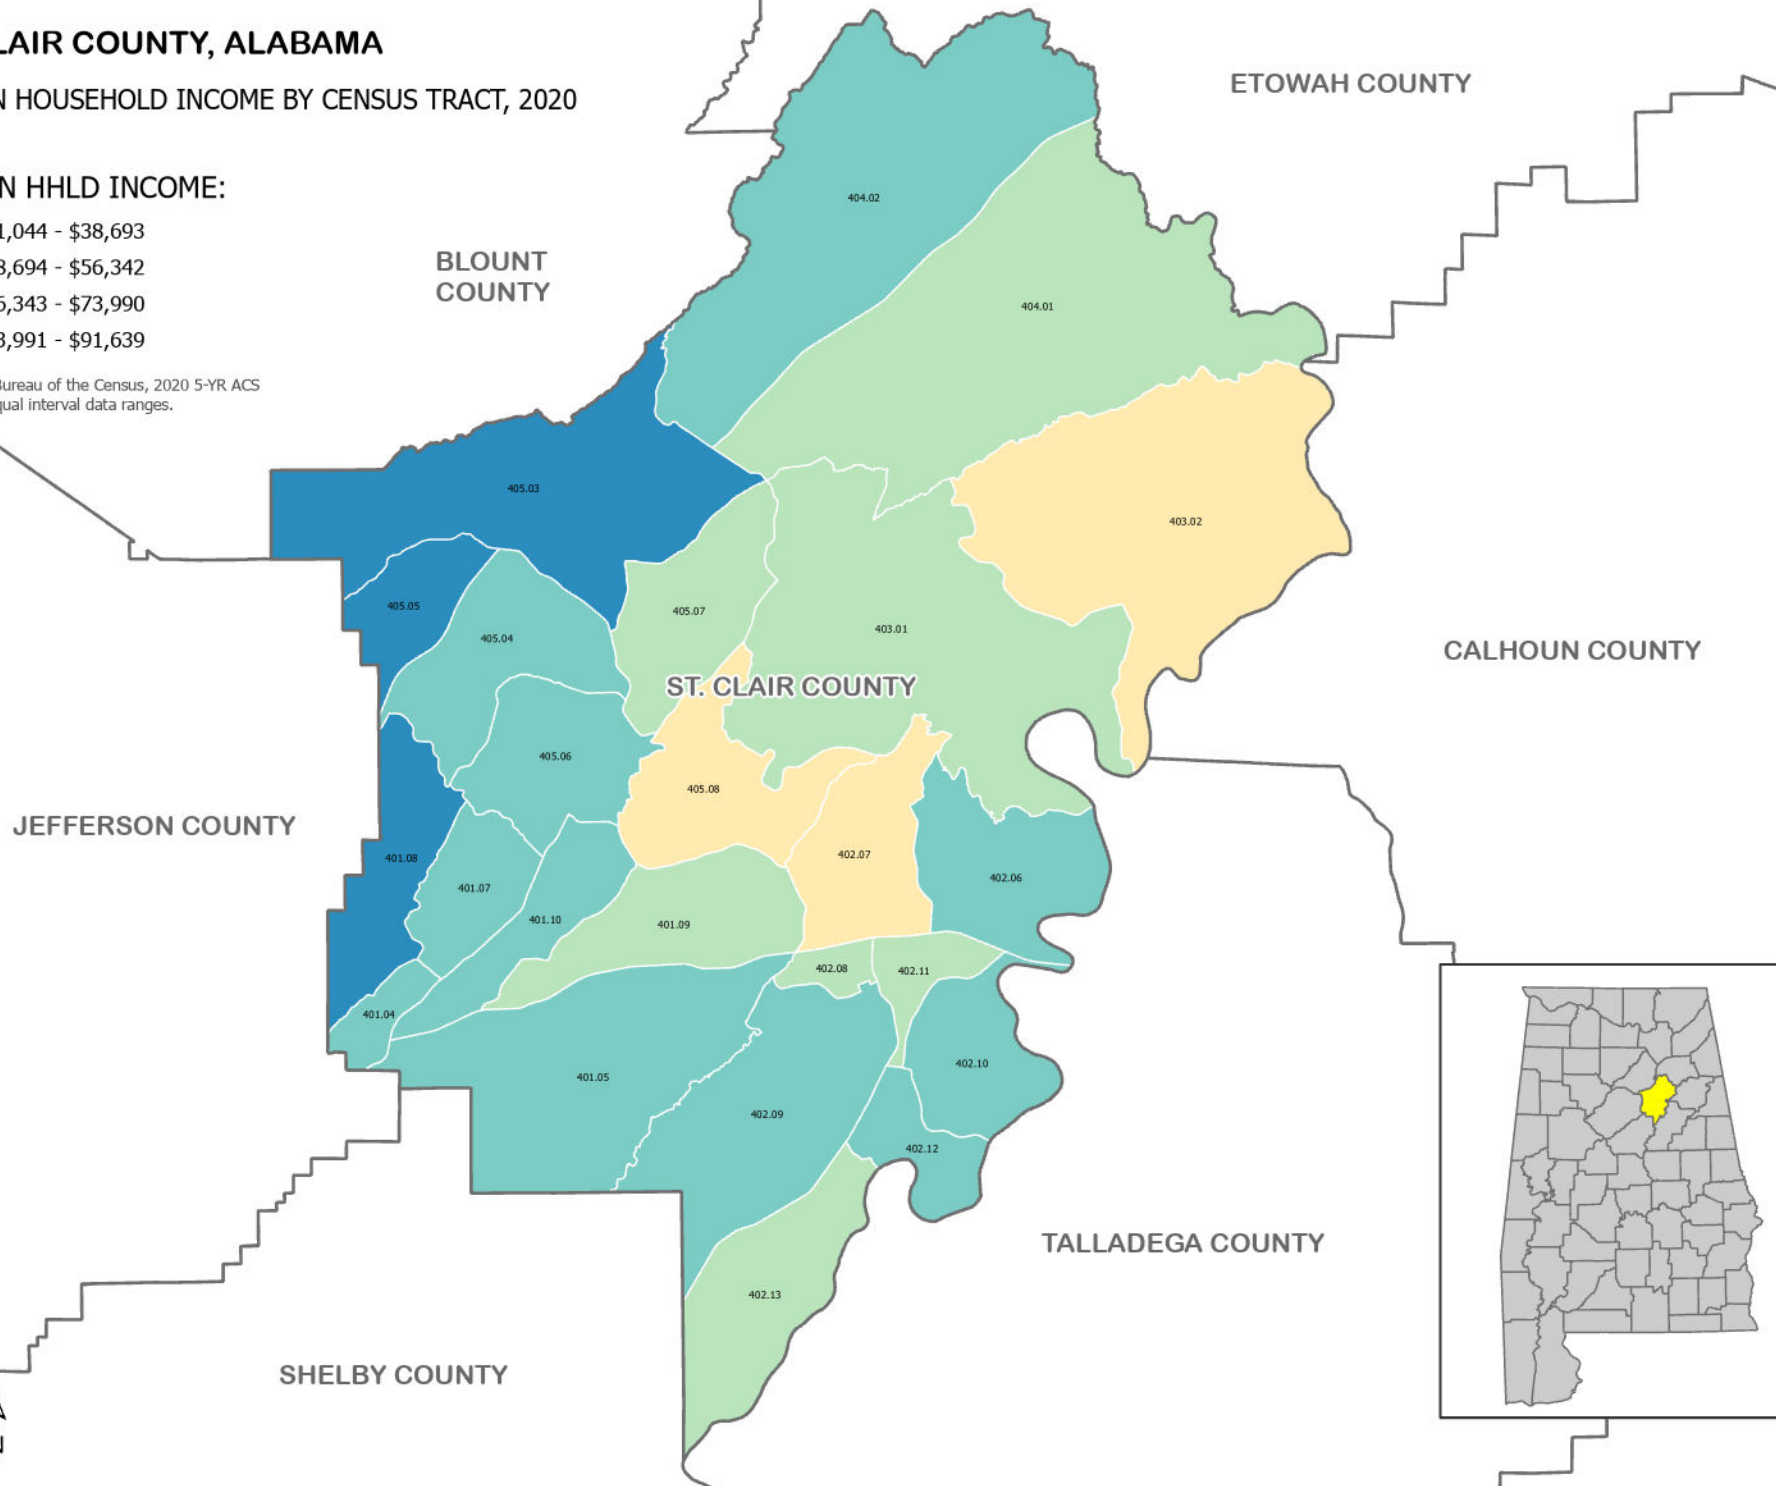 LAIR COUNTY, ALABAMA
N HOUSEHOLD INCOME BY CENSUS TRACT, 2020
N HHLD INCOME:
1,044 - $38,693
8,694 - $56,342
6,343 - $73,990
3,991 - $91,639
Bureau of the Census, 2020 5-YR ACS
qual interval data ranges.
ETOWAH COUNTY
BLOUNT
COUNTY
404.02
404.01
405.03
403.02
405.05
405.07
403.01
405.04
CALHOUN COUNTY
ST. CLAIR COUNTY
405.06
405.08
JEFFERSON COUNTY
401.08
402.07
402.06
401.07
401.10
401.09
402.08
402.11
401.04
402.10
401.05
402.09
402.12
TALLADEGA COUNTY
402.13
SHELBY COUNTY
N